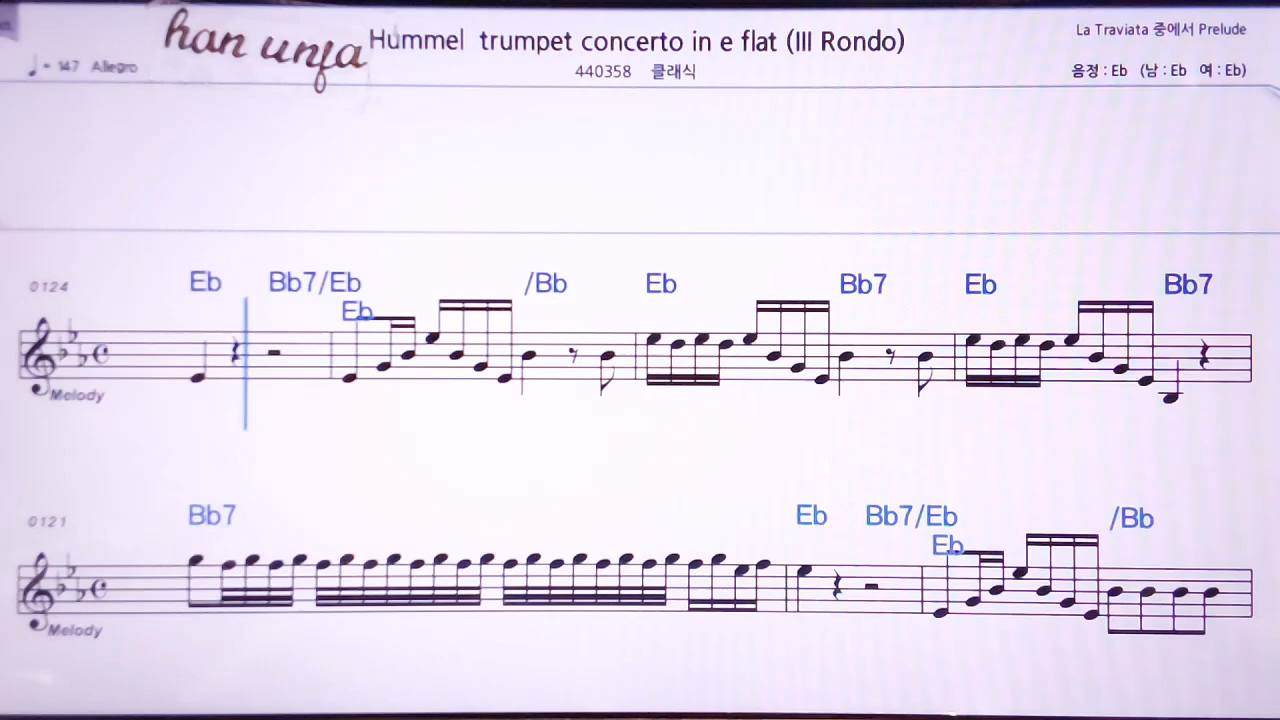 han unfa Hummel trumpet concerto in e flat (III Rondo)
La Traviata 중에서 Prelude
♩ = 147 Allegro
440358 클래식
음정 : Eb (남 : Eb 여 : Eb)
0124 Eb Bb7/Eb /Bb Eb Bb7 Eb Bb7
Eb
Melody
0121 Bb7 Eb Bb7/Eb /Bb
Eb
Melody